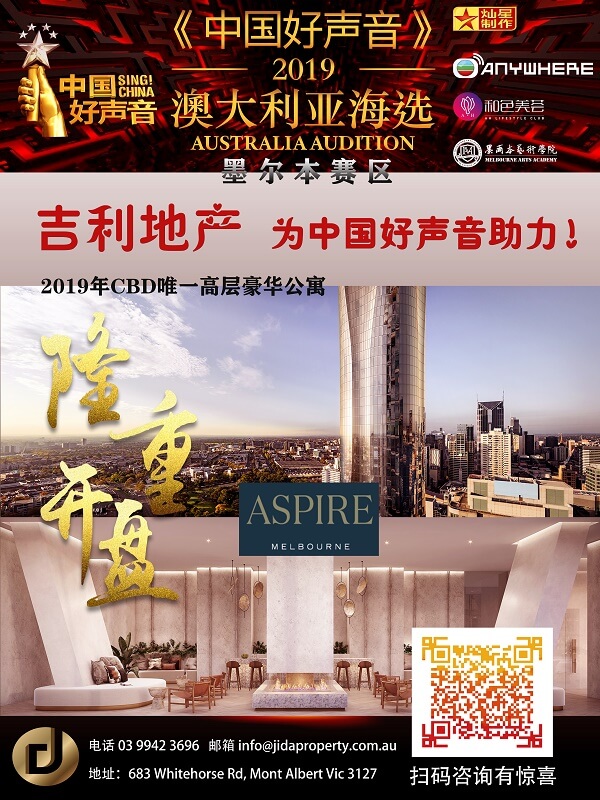 《中国好声音》
2019
澳大利亚海选
AUSTRALIA AUDITION
墨尔本赛区
中国 SING!
CHINA
好声音
灿星
制作
ANYWHERE
和色美荟
HS LIFESTYLE CLUB
墨尔本艺术学院
MELBOURNE ARTS ACADEMY
吉利地产 为中国好声音助力！
2019年CBD唯一高层豪华公寓
隆重
开盘
ASPIRE
MELBOURNE
电话 03 9942 3696 邮箱 info@jidaproperty.com.au
地址：683 Whitehorse Rd, Mont Albert Vic 3127
扫码咨询有惊喜